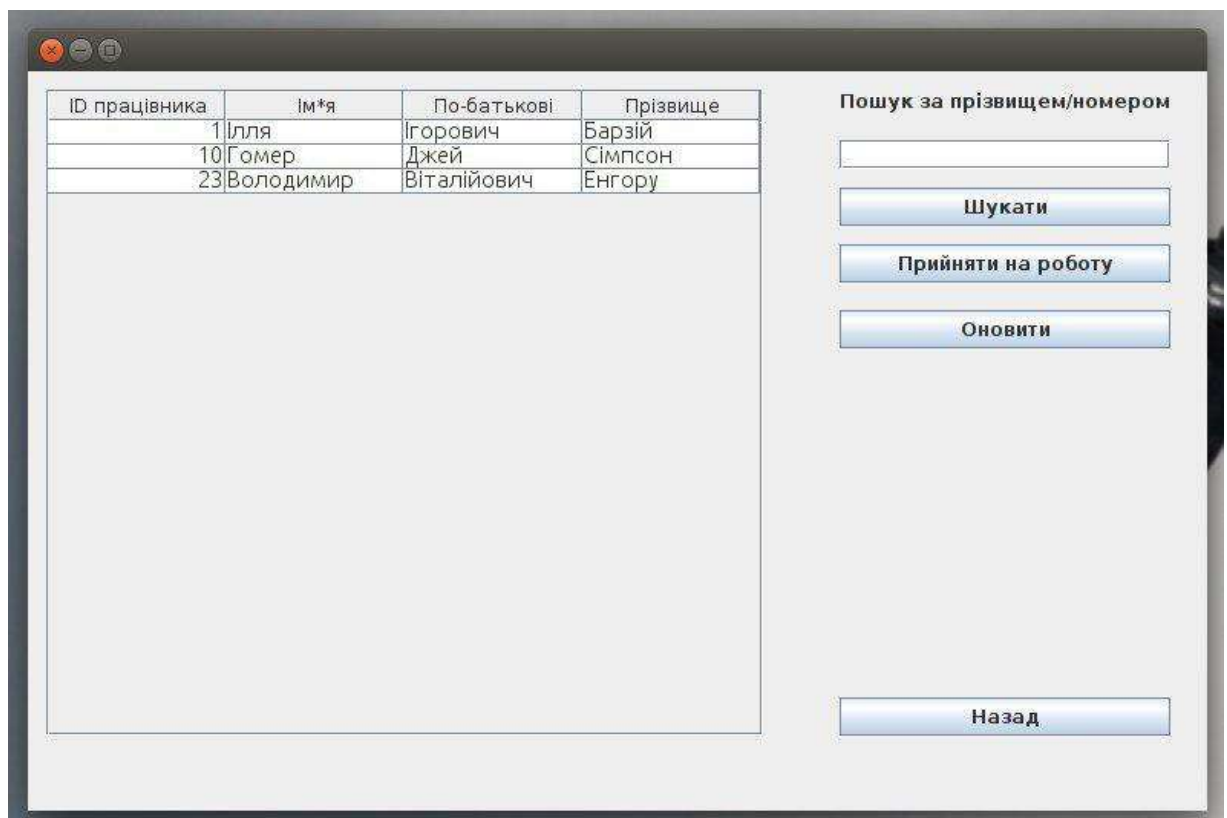 ID працівника Ім*я По-батькові Прізвище
1 Ілля Ігорович Барзій
10 Гомер Джей Сімпсон
23 Володимир Віталійович Енгору
Пошук за прізвищем/номером
Шукати
Прийняти на роботу
Оновити
Назад